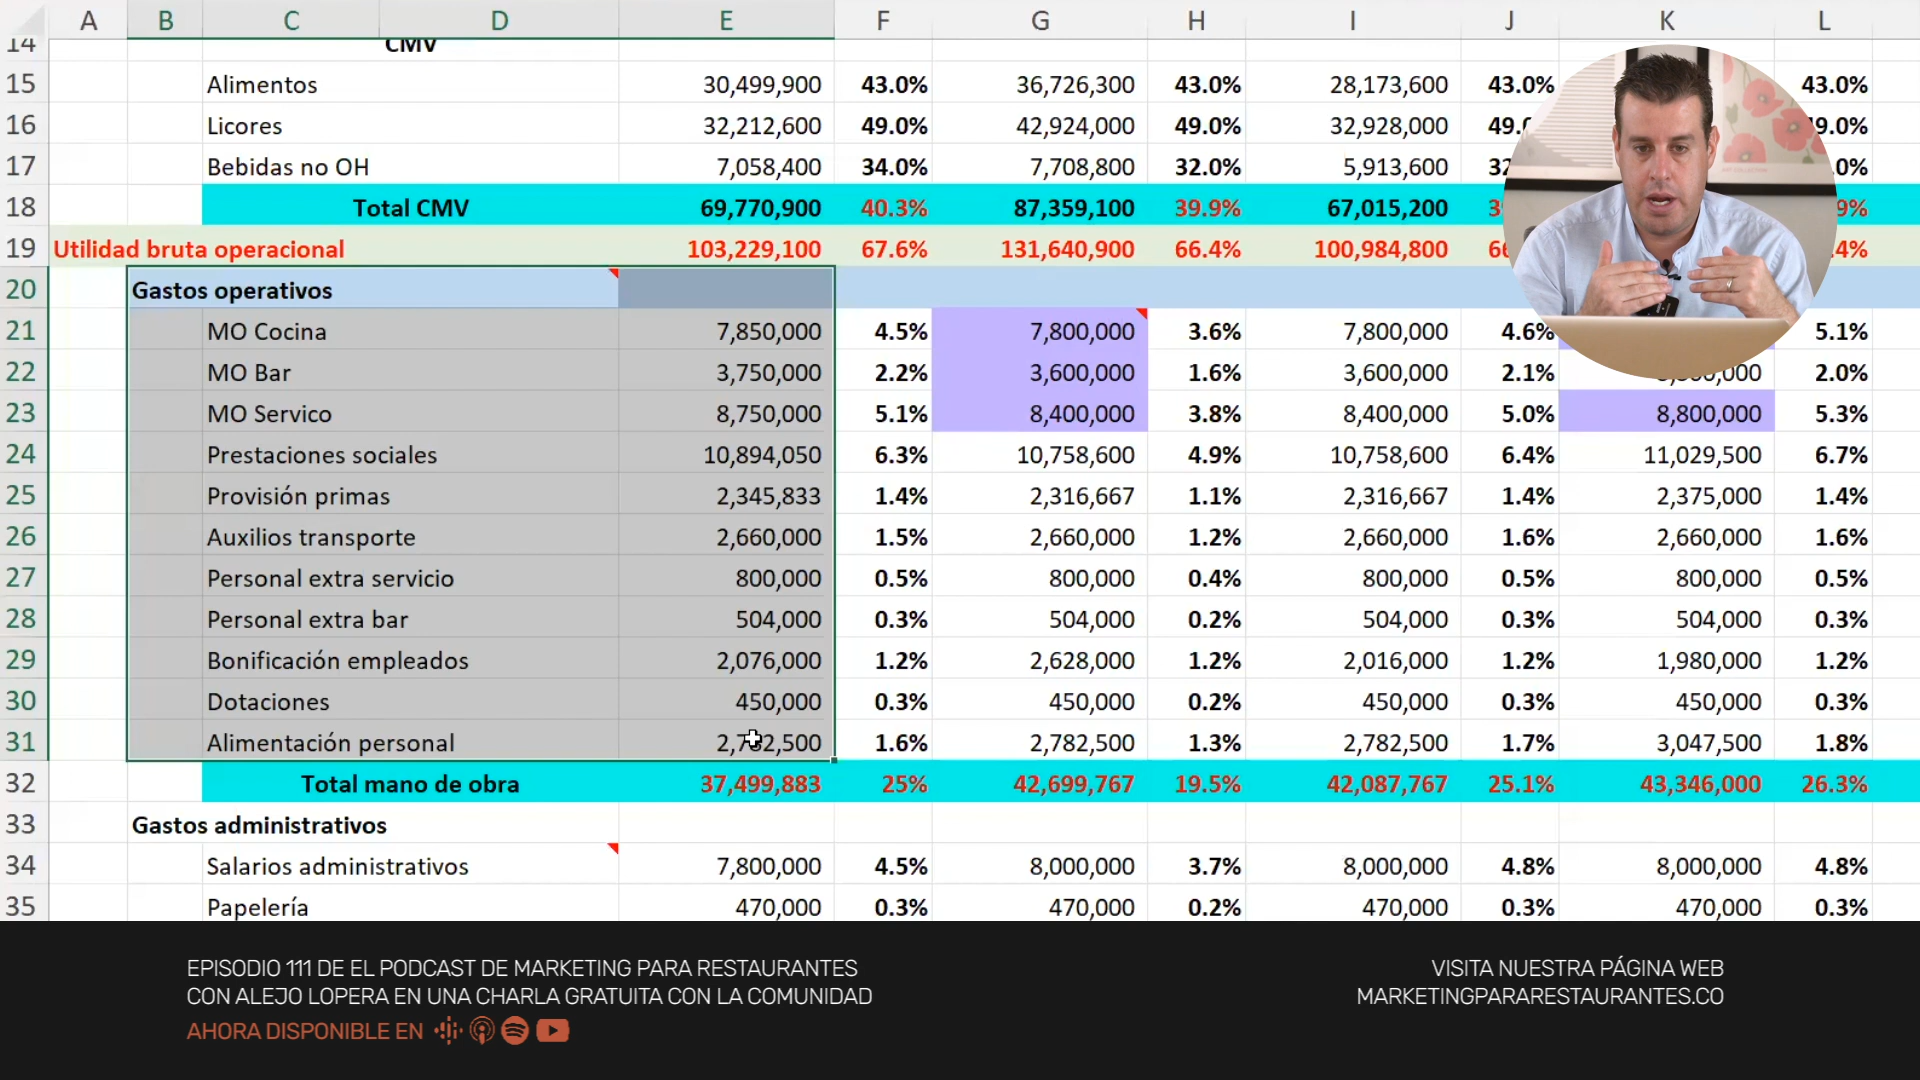 A B C D E F G H I J K L
14 CMV
15 Alimentos 30,499,900 43.0% 36,726,300 43.0% 28,173,600 43.0% 43.0%
16 Licores 32,212,600 49.0% 42,924,000 49.0% 32,928,000
17 Bebidas no OH 7,058,400 34.0% 7,708,800 32.0% 5,913,600
18 Total CMV 69,770,900 40.3% 87,359,100 39.9% 67,015,200
19 Utilidad bruta operacional 103,229,100 67.6% 131,640,900 66.4% 100,984,800
20 Gastos operativos
21 MO Cocina 7,850,000 4.5% 7,800,000 3.6% 7,800,000 4.6% 5.1%
22 MO Bar 3,750,000 2.2% 3,600,000 1.6% 3,600,000 2.1% 2.0%
23 MO Servico 8,750,000 5.1% 8,400,000 3.8% 8,400,000 5.0% 8,800,000 5.3%
24 Prestaciones sociales 10,894,050 6.3% 10,758,600 4.9% 10,758,600 6.4% 11,029,500 6.7%
25 Provisión primas 2,345,833 1.4% 2,316,667 1.1% 2,316,667 1.4% 2,375,000 1.4%
26 Auxilios transporte 2,660,000 1.5% 2,660,000 1.2% 2,660,000 1.6% 2,660,000 1.6%
27 Personal extra servicio 800,000 0.5% 800,000 0.4% 800,000 0.5% 800,000 0.5%
28 Personal extra bar 504,000 0.3% 504,000 0.2% 504,000 0.3% 504,000 0.3%
29 Bonificación empleados 2,076,000 1.2% 2,628,000 1.2% 2,016,000 1.2% 1,980,000 1.2%
30 Dotaciones 450,000 0.3% 450,000 0.2% 450,000 0.3% 450,000 0.3%
31 Alimentación personal 1.6% 2,782,500 1.3% 2,782,500 1.7% 3,047,500 1.8%
32 Total mano de obra 37,499,883 25% 42,699,767 19.5% 42,087,767 25.1% 43,346,000 26.3%
33 Gastos administrativos
34 Salarios administrativos 7,800,000 4.5% 8,000,000 3.7% 8,000,000 4.8% 8,000,000 4.8%
35 Papelería 470,000 0.3% 470,000 0.2% 470,000 0.3% 470,000 0.3%
EPISODIO 111 DE EL PODCAST DE MARKETING PARA RESTAURANTES
CON ALEJO LOPERA EN UNA CHARLA GRATUITA CON LA COMUNIDAD
AHORA DISPONIBLE EN
VISITA NUESTRA PÁGINA WEB
MARKETINGPARARESTAURANTES.CO